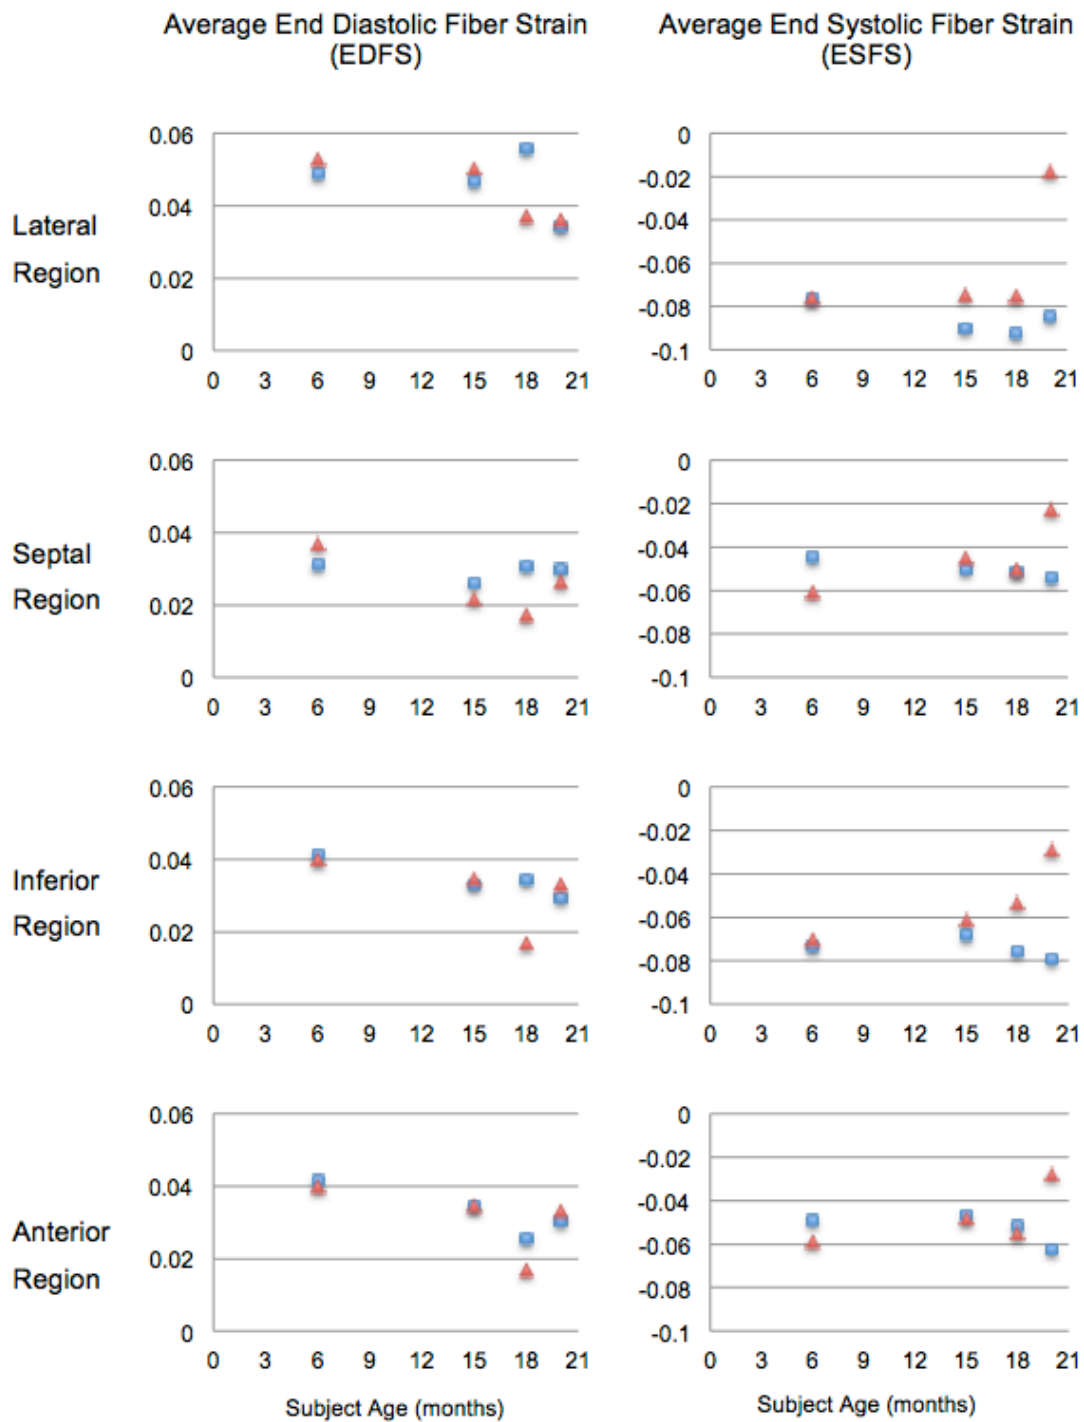 Average End Diastolic Fiber Strain
(EDFS)
Average End Systolic Fiber Strain
(ESFS)
Lateral
Region
0.06
0.04
0.02
0
0 3 6 9 12 15 18 21
0
-0.02
-0.04
-0.06
-0.08
-0.1
0 3 6 9 12 15 18 21
Septal
Region
0.06
0.04
0.02
0
0 3 6 9 12 15 18 21
0
-0.02
-0.04
-0.06
-0.08
-0.1
0 3 6 9 12 15 18 21
Inferior
Region
0.06
0.04
0.02
0
0 3 6 9 12 15 18 21
0
-0.02
-0.04
-0.06
-0.08
-0.1
0 3 6 9 12 15 18 21
Anterior
Region
0.06
0.04
0.02
0
0 3 6 9 12 15 18 21
Subject Age (months)
0
-0.02
-0.04
-0.06
-0.08
-0.1
0 3 6 9 12 15 18 21
Subject Age (months)